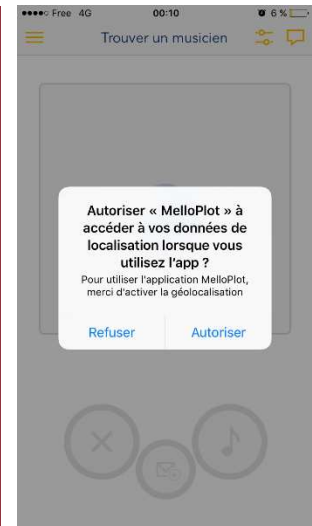 Free 4G 00:10 6 %
Trouver un musicien
Autoriser « MelloPlot » à
accéder à vos données de
localisation lorsque vous
utilisez l'app ?
Pour utiliser l'application MelloPlot,
merci d'activer la géolocalisation
Refuser Autoriser